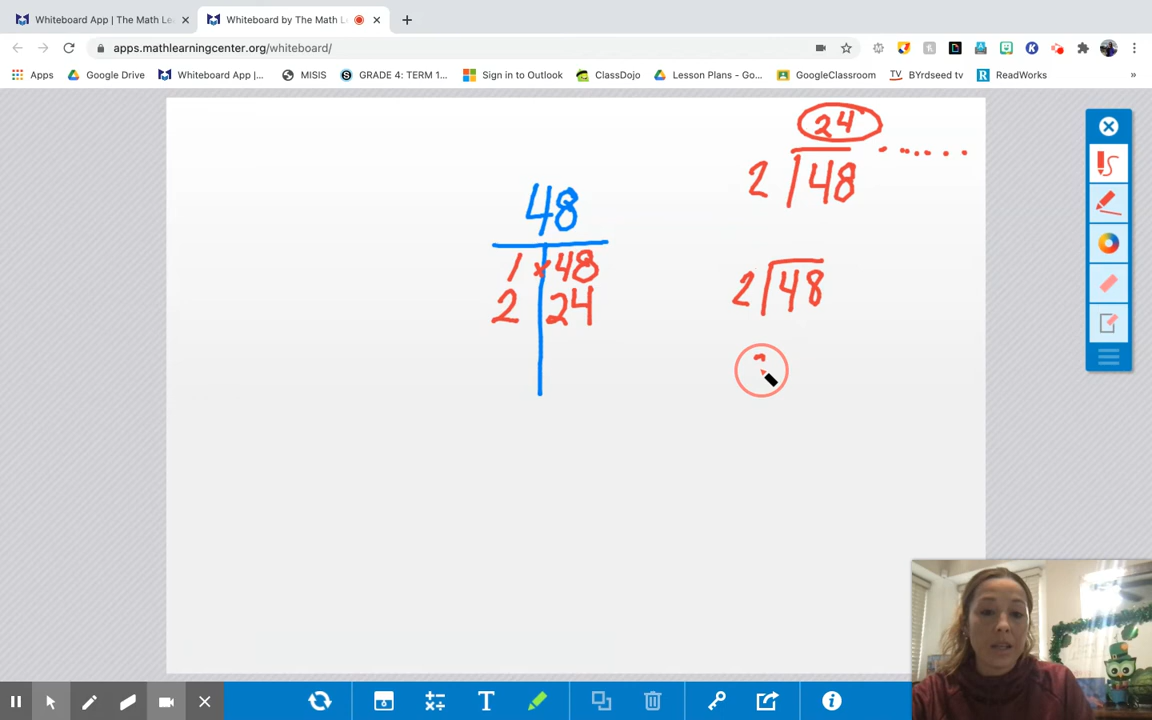 Whiteboard App | The Math Le
Whiteboard by The Math L
apps.mathlearningcenter.org/whiteboard/
Apps
Google Drive
Whiteboard App |...
MISIS
GRADE 4: TERM 1...
Sign in to Outlook
ClassDojo
Lesson Plans - Go...
GoogleClassroom
TV BYrdseed tv
ReadWorks
»
24
2 48
48
1 x 48
2 24
2 48
T